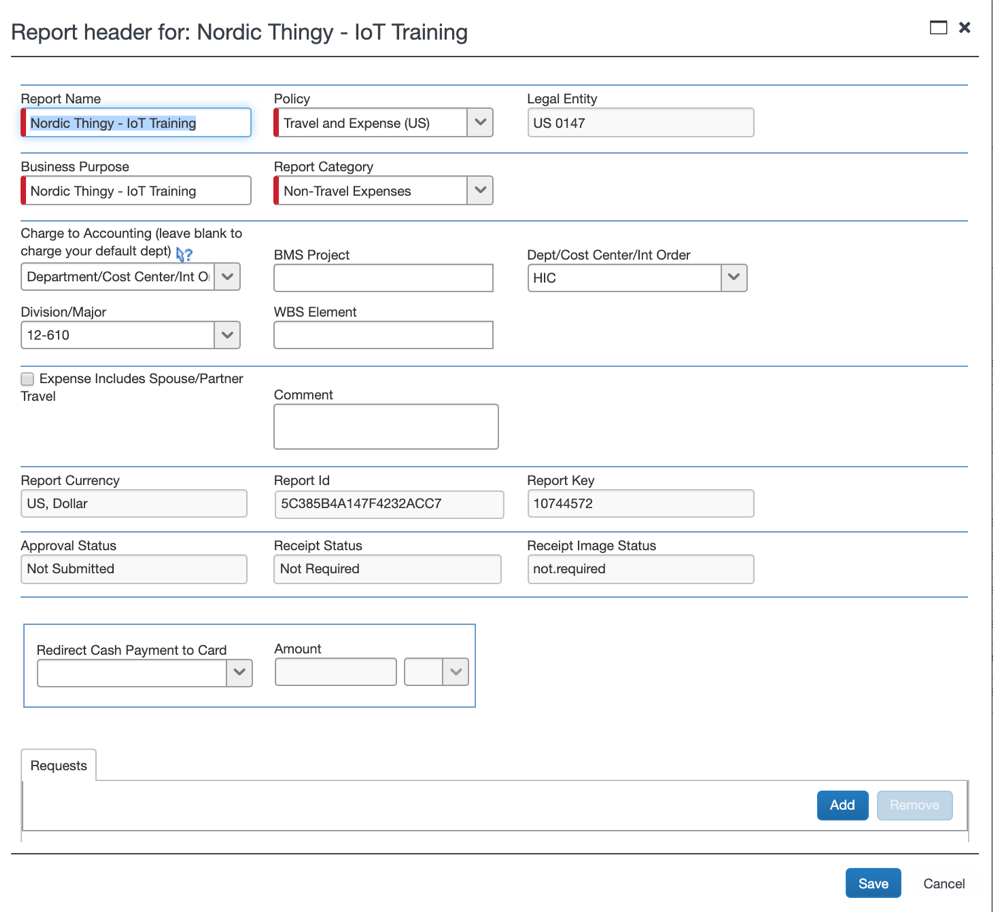 Report header for: Nordic Thingy - IoT Training
Report Name
Policy
Legal Entity
Nordic Thingy - IoT Training
Travel and Expense (US)
US 0147
Business Purpose
Report Category
Nordic Thingy - IoT Training
Non-Travel Expenses
Charge to Accounting (leave blank to
charge your default dept) ?
BMS Project
Dept/Cost Center/Int Order
Department/Cost Center/Int O
HIC
Division/Major
WBS Element
12-610
Expense Includes Spouse/Partner
Travel
Comment
Report Currency
Report Id
Report Key
US, Dollar
5C385B4A147F4232ACC7
10744572
Approval Status
Receipt Status
Receipt Image Status
Not Submitted
Not Required
not.required
Redirect Cash Payment to Card
Amount
Requests
Add
Remove
Save
Cancel